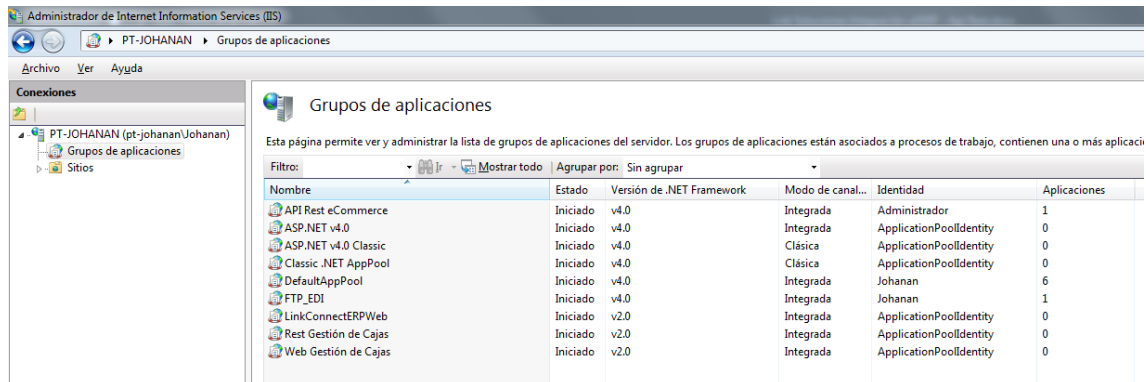 Administrador de Internet Information Services (IIS)
PT-JOHANAN Grupos de aplicaciones
Archivo Ver Ayuda
Conexiones
PT-JOHANAN (pt-johanan\Johanan)
Grupos de aplicaciones
Sitios
Grupos de aplicaciones
Esta página permite ver y administrar la lista de grupos de aplicaciones del servidor. Los grupos de aplicaciones están asociados a procesos de trabajo, contienen una o más aplicaci
Filtro: Ir Mostrar todo Agrupar por: Sin agrupar
Nombre Estado Versión de .NET Framework Modo de canal... Identidad Aplicaciones
API Rest eCommerce Iniciado v4.0 Integrada Administrador 1
ASP.NET v4.0 Iniciado v4.0 Integrada ApplicationPoolIdentity 0
ASP.NET v4.0 Classic Iniciado v4.0 Clásica ApplicationPoolIdentity 0
Classic .NET AppPool Iniciado v4.0 Clásica ApplicationPoolIdentity 0
DefaultAppPool Iniciado v4.0 Integrada Johanan 6
FTP_EDI Iniciado v4.0 Integrada Johanan 1
LinkConnectERPWeb Iniciado v2.0 Integrada ApplicationPoolIdentity 0
Rest Gestión de Cajas Iniciado v2.0 Integrada ApplicationPoolIdentity 0
Web Gestión de Cajas Iniciado v2.0 Integrada ApplicationPoolIdentity 0